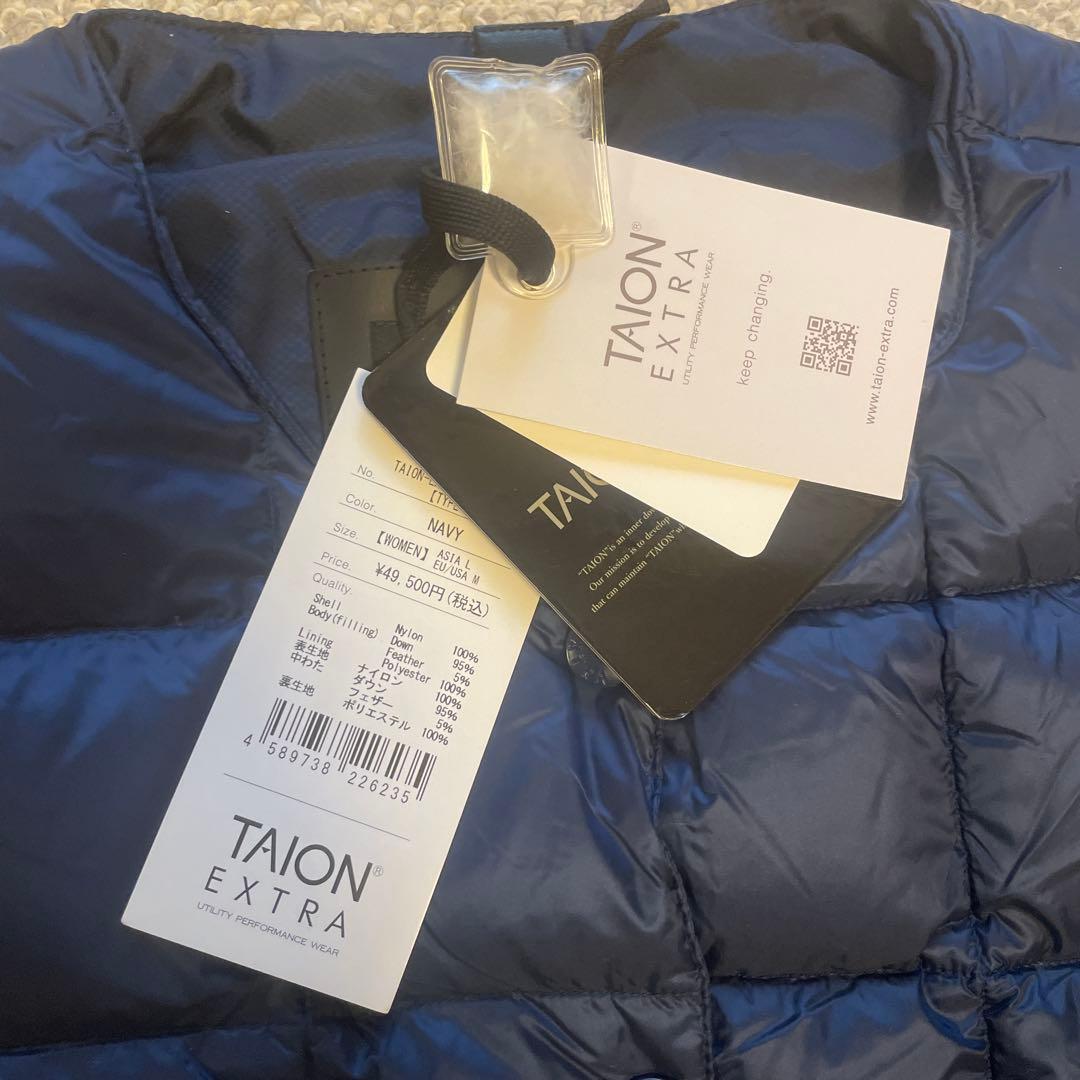 TAION®
EXTRA
UTILITY PERFORMANCE WEAR
keep changing.
www.taion-extra.com
TAION
"TAION" is an inner
Our mission is to develop
that can maintain "TAION"
No.
Color. NAVY
Size. 【WOMEN】 ASIA L
EU/USA M
Price. ¥49,500円(税込)
Quality.
Shell Nylon 100%
Body(filling) Down 95%
Feather 5%
Lining Polyester 100%
表生地 ナイロン 100%
中わた ダウン 95%
フェザー 5%
裏生地 ポリエステル 100%
4 589738 226235
TAION®
EXTRA
UTILITY PERFORMANCE WEAR